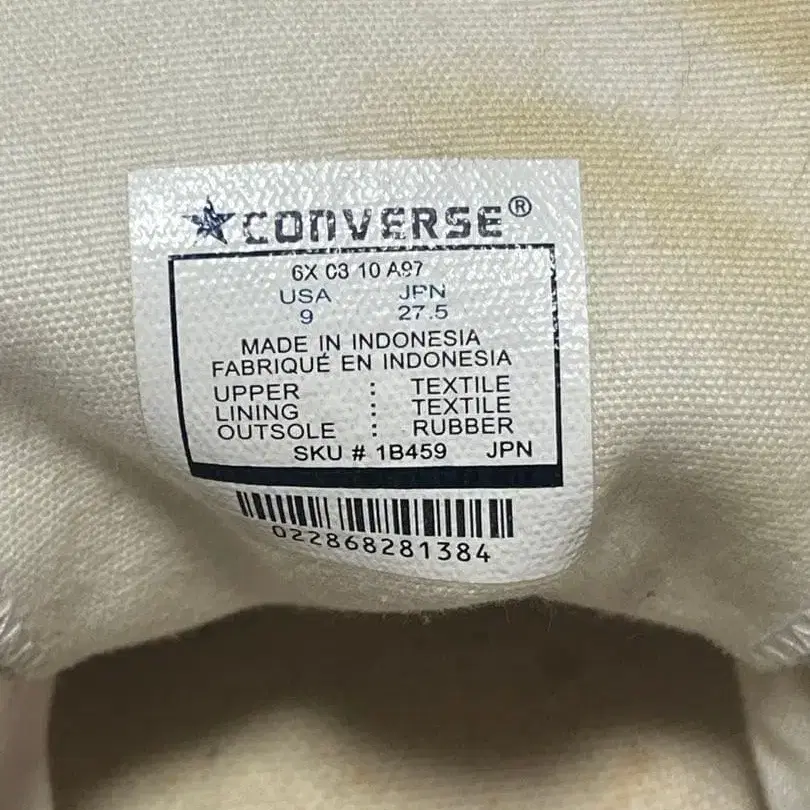 ★CONVERSE®
6X C3 10 A97
USA JPN
9 27.5
MADE IN INDONESIA
FABRIQUÉ EN INDONESIA
UPPER : TEXTILE
LINING : TEXTILE
OUTSOLE : RUBBER
SKU # 1B459 JPN
022868281384